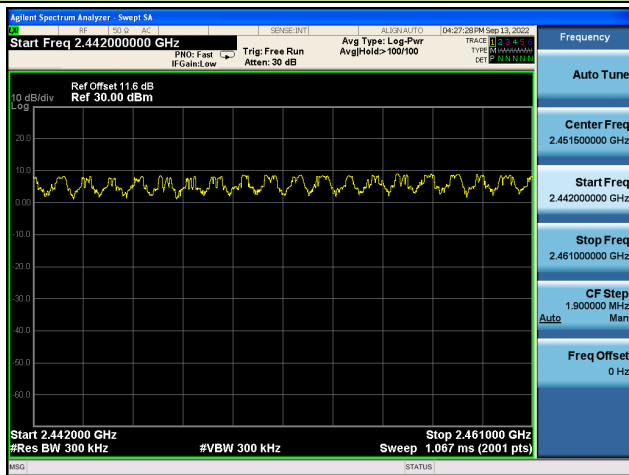 Agilent Spectrum Analyzer - Swept SA
RF 50 Ω AC SENSE:INT ALIGN AUTO 04:27:28 PM Sep 13, 2022
Start Freq 2.442000000 GHz
PNO: Fast
IFGain:Low
Trig: Free Run
Atten: 30 dB
Avg Type: Log-Pwr
Avg|Hold:>100/100
TRACE 1 2 3 4 5 6
TYPE M
DET P N N N N N
Ref Offset 11.6 dB
Ref 30.00 dBm
10 dB/div
Log
20.0
10.0
0.00
-10.0
-20.0
-30.0
-40.0
-50.0
-60.0
Start 2.442000 GHz
Stop 2.461000 GHz
#Res BW 300 kHz
#VBW 300 kHz
Sweep 1.067 ms (2001 pts)
MSG
STATUS
Frequency
Auto Tune
Center Freq
2.451500000 GHz
Start Freq
2.442000000 GHz
Stop Freq
2.461000000 GHz
CF Step
1.900000 MHz
Auto Man
Freq Offset
0 Hz